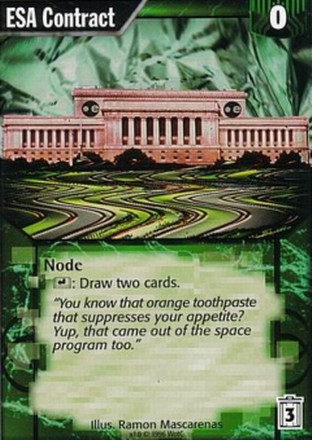 ESA Contract
0
Node
: Draw two cards.
"You know that orange toothpaste
that suppresses your appetite?
Yup, that came out of the space
program too."
Illus. Ramon Mascarenas
3